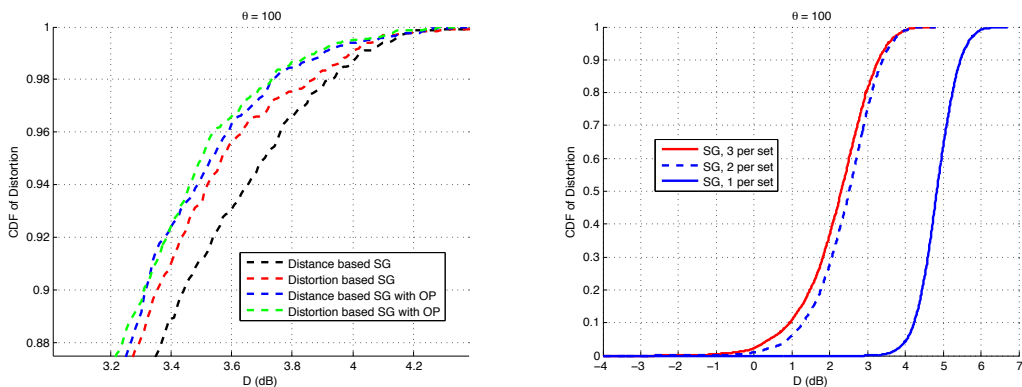 θ = 100
CDF of Distortion
1
0.98
0.96
0.94
0.92
0.9
0.88
Distance based SG
Distortion based SG
Distance based SG with OP
Distortion based SG with OP
3.2
3.4
3.6
3.8
4
4.2
D (dB)
θ = 100
CDF of Distortion
1
0.9
0.8
0.7
0.6
0.5
0.4
0.3
0.2
0.1
0
SG, 3 per set
SG, 2 per set
SG, 1 per set
−4
−3
−2
−1
0
1
2
3
4
5
6
7
D (dB)